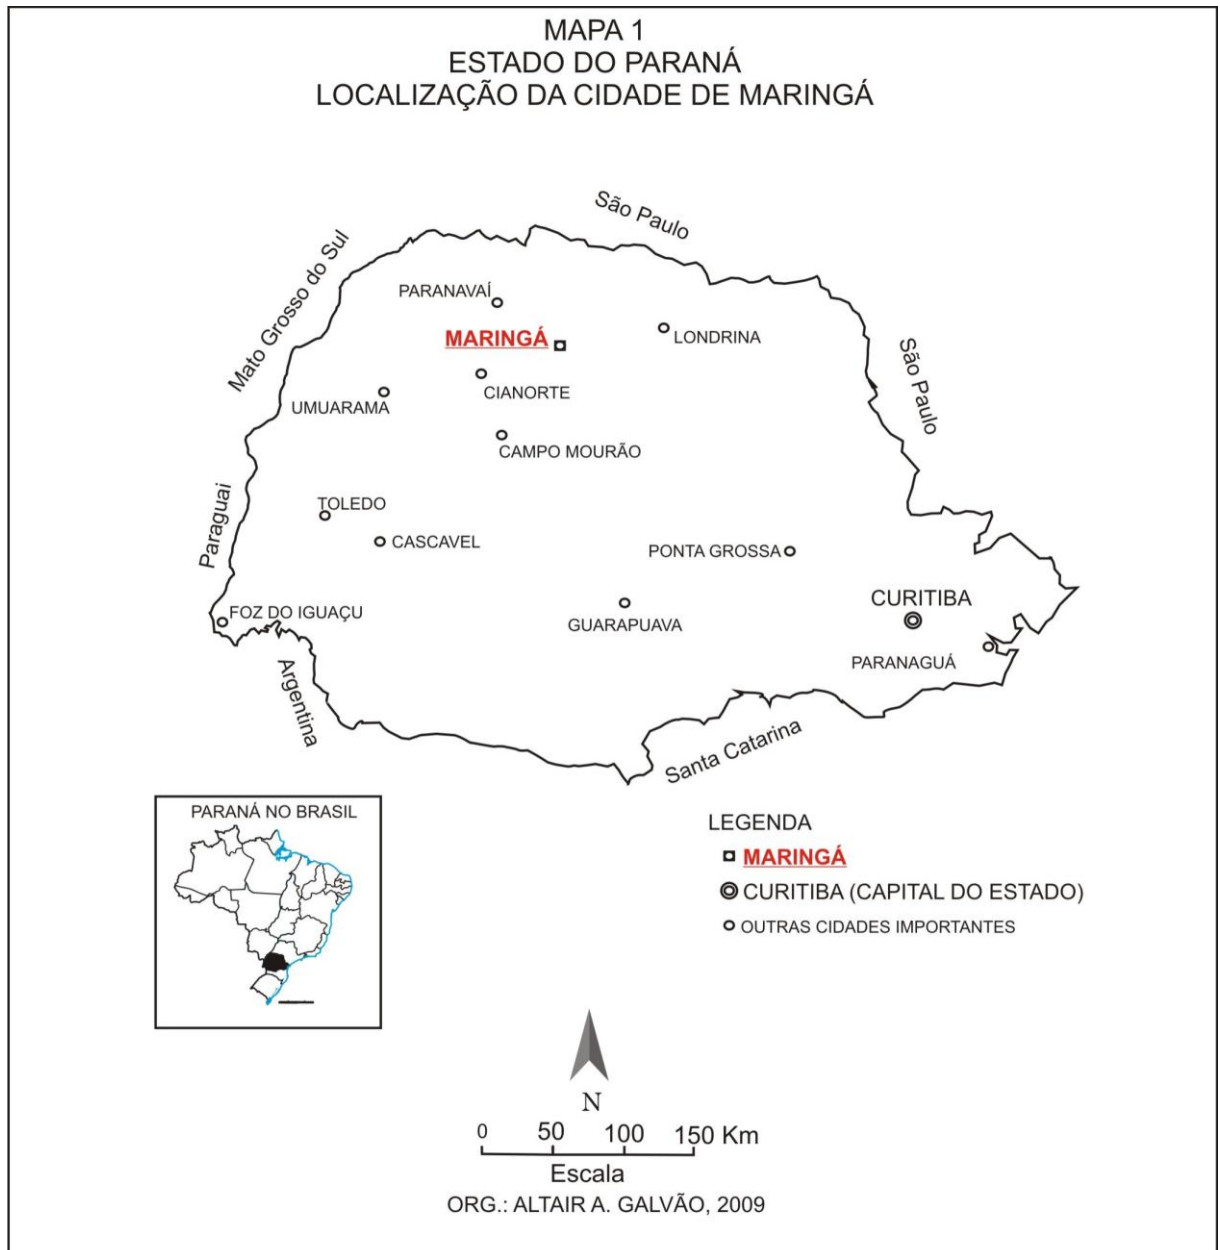 MAPA 1
ESTADO DO PARANÁ
LOCALIZAÇÃO DA CIDADE DE MARINGÁ
São Paulo
Mato Grosso do Sul
PARANAVAÍ
MARINGÁ
LONDRINA
São Paulo
CIANORTE
UMUARAMA
CAMPO MOURÃO
Paraguai
TOLEDO
CASCAVEL
PONTA GROSSA
CURITIBA
FOZ DO IGUAÇU
GUARAPUAVA
PARANAGUÁ
Argentina
Santa Catarina
PARANÁ NO BRASIL
LEGENDA
MARINGÁ
CURITIBA (CAPITAL DO ESTADO)
OUTRAS CIDADES IMPORTANTES
N
0 50 100 150 Km
Escala
ORG.: ALTAIR A. GALVÃO, 2009